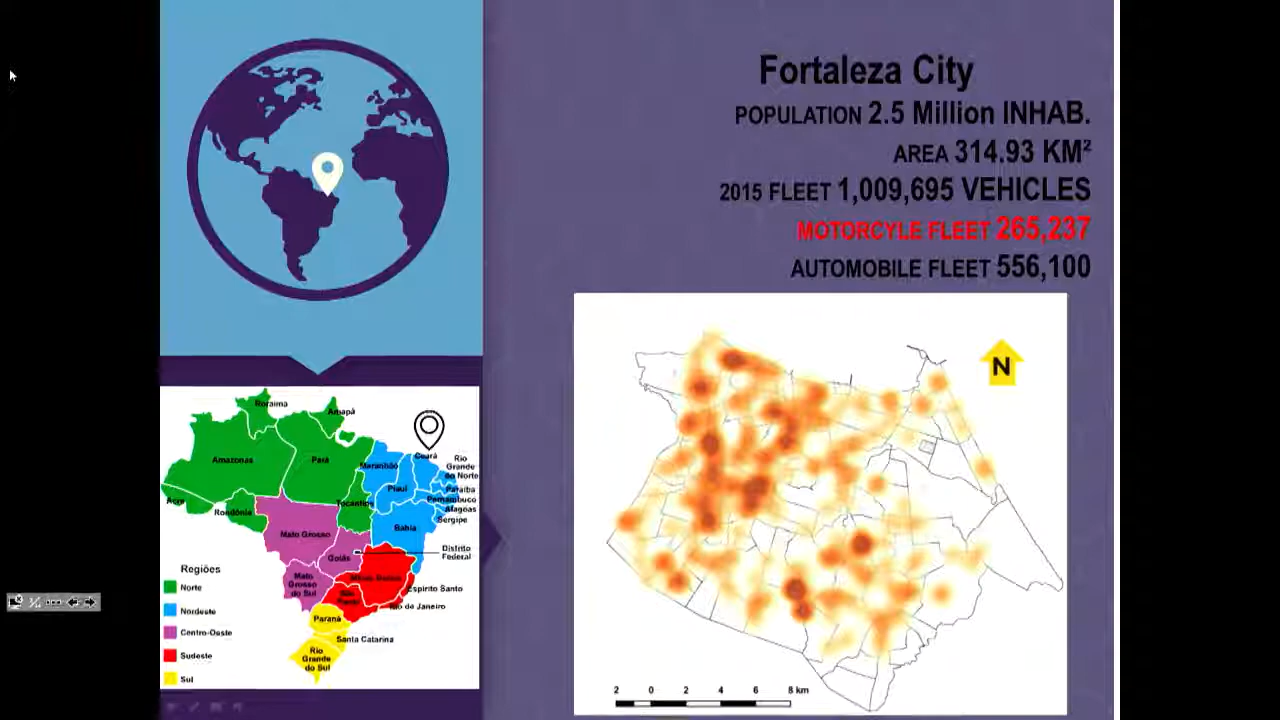 Fortaleza City
POPULATION 2.5 Million INHAB.
AREA 314.93 KM²
2015 FLEET 1,009,695 VEHICLES
MOTORCYLE FLEET 265,237
AUTOMOBILE FLEET 556,100
N
2 0 2 4 6 8 km
Roraima
Amapá
Amazonas
Pará
Maranhão
Ceará
Rio
Grande
do Norte
Acre
Rondônia
Tocantins
Piauí
Paraíba
Pernambuco
Alagoas
Sergipe
Mato Grosso
Bahia
Goiás
Distrito
Federal
Mato
Grosso
do Sul
Minas Gerais
Espírito Santo
São
Paulo
Rio de Janeiro
Paraná
Santa Catarina
Rio
Grande
do Sul
Regiões
Norte
Nordeste
Centro-Oeste
Sudeste
Sul